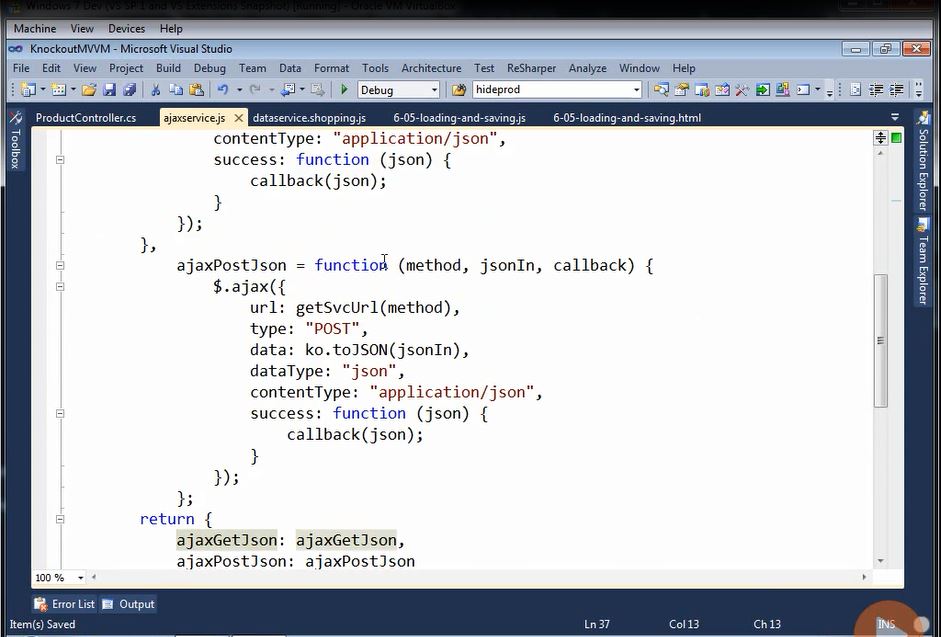 Windows 7 Dev (VS SP1 and VS Extensions Snapshot) [Running] - Oracle VM VirtualBox
Machine View Devices Help
KnockoutMVVM - Microsoft Visual Studio
File Edit View Project Build Debug Team Data Format Tools Architecture Test ReSharper Analyze Window Help
Debug hideprod
ProductController.cs ajaxservice.js dataservice.shopping.js 6-05-loading-and-saving.js 6-05-loading-and-saving.html
Toolbox
Solution Explorer
Team Explorer
contentType: "application/json",
success: function (json) {
callback(json);
}
});
},
ajaxPostJson = function (method, jsonIn, callback) {
$.ajax({
url: getSvcUrl(method),
type: "POST",
data: ko.toJSON(jsonIn),
dataType: "json",
contentType: "application/json",
success: function (json) {
callback(json);
}
});
};
return {
ajaxGetJson: ajaxGetJson,
ajaxPostJson: ajaxPostJson
100 %
Error List Output
Item(s) Saved Ln 37 Col 13 Ch 13 INS